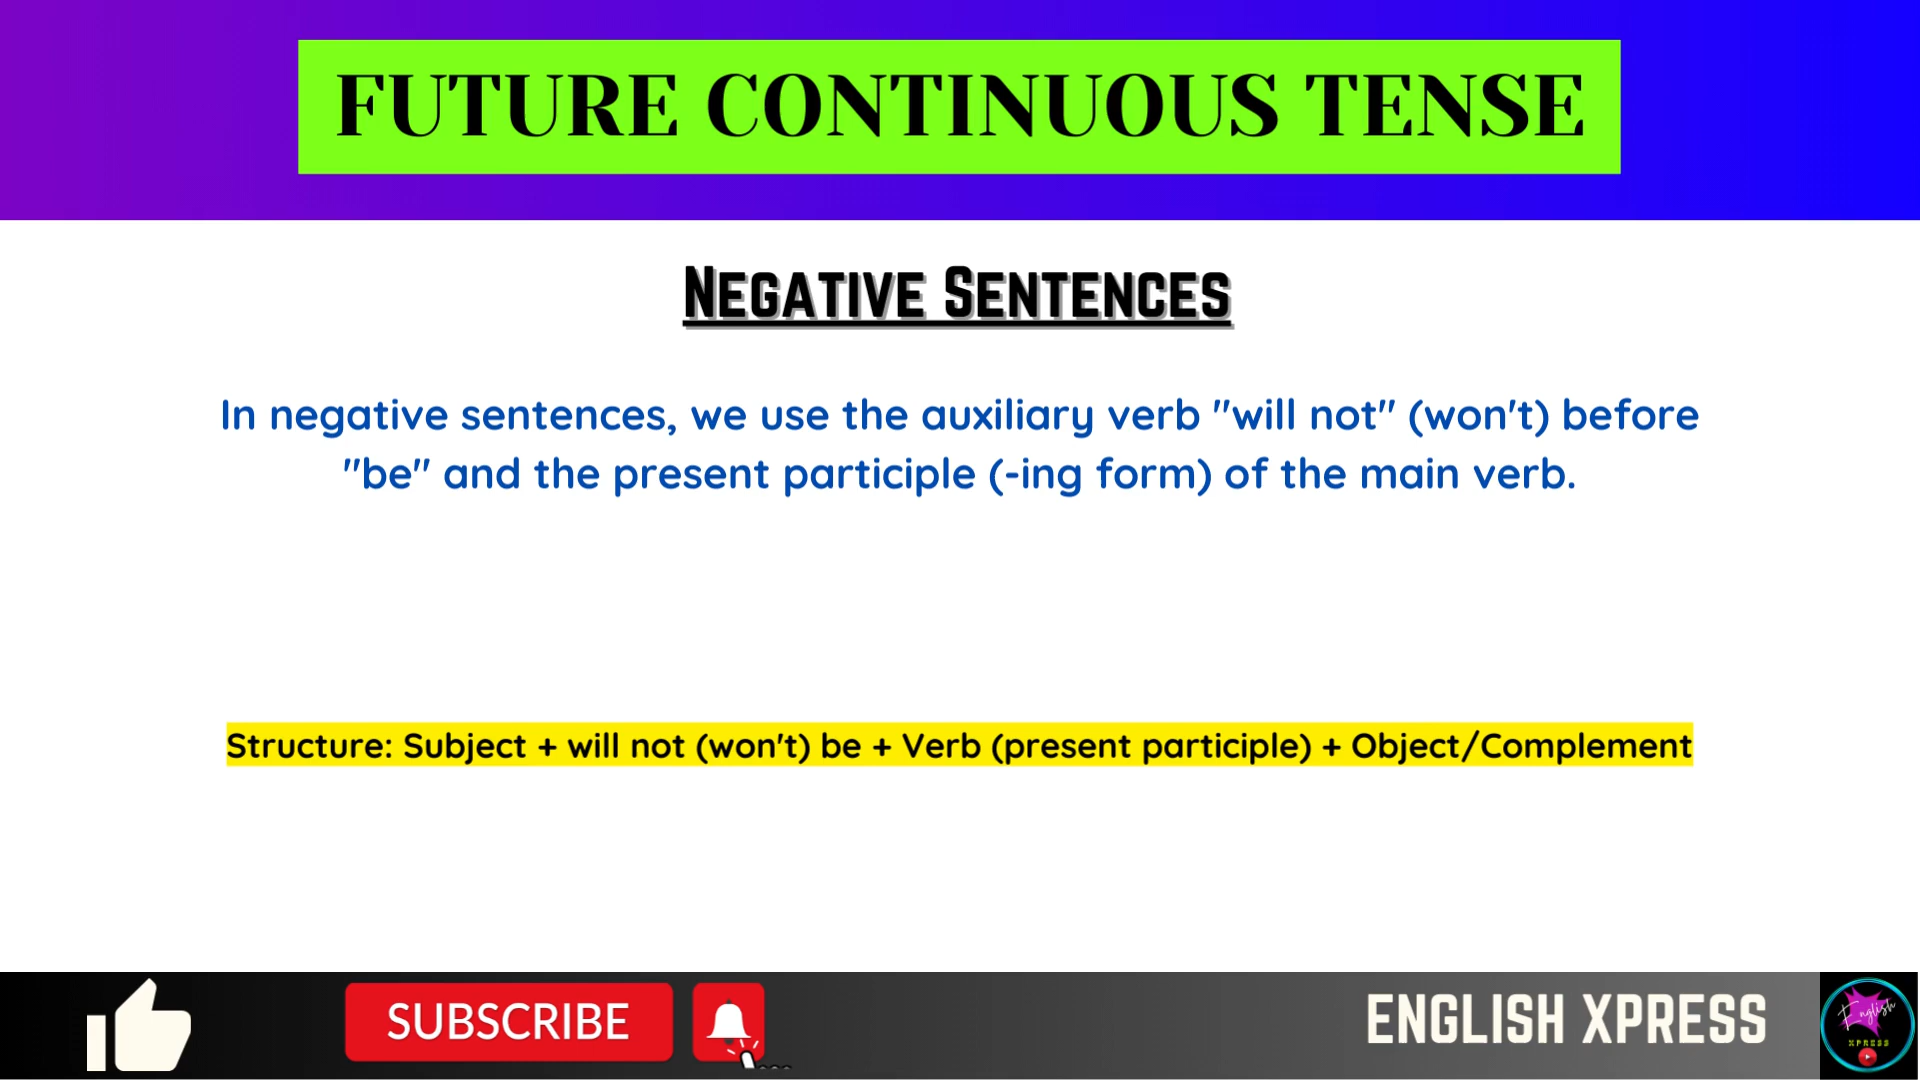 FUTURE CONTINUOUS TENSE
NEGATIVE SENTENCES
In negative sentences, we use the auxiliary verb "will not" (won't) before
"be" and the present participle (-ing form) of the main verb.
Structure: Subject + will not (won't) be + Verb (present participle) + Object/Complement
SUBSCRIBE
ENGLISH XPRESS
English
XPRESS